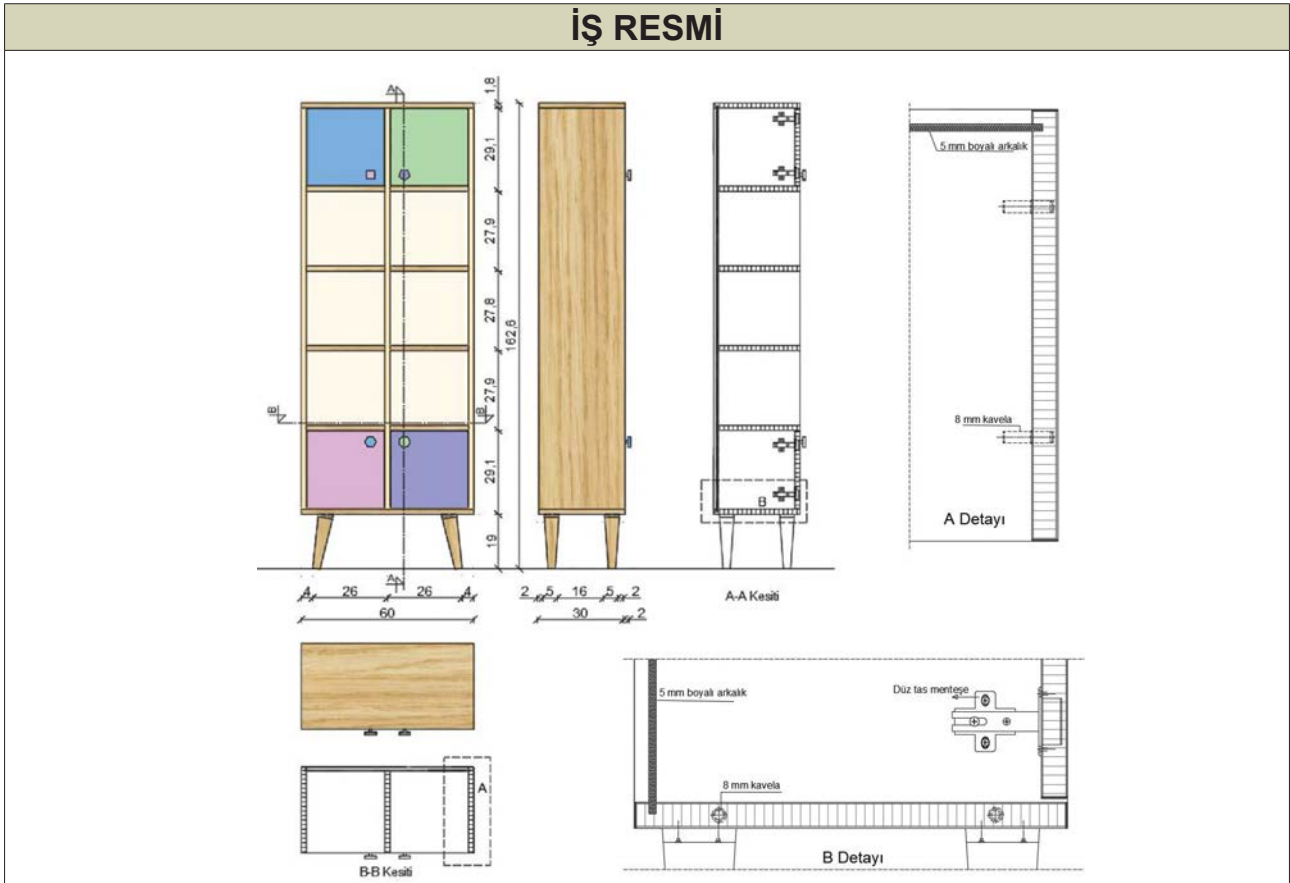 İŞ RESMİ
A
1,8
29,1
27,9
27,8
27,9
29,1
19
162,6
B
B
A
4 26 26 4
60
2 5 16 5 2
30 2
B
A-A Kesiti
5 mm boyalı arkalık
8 mm kavela
A Detayı
A
B-B Kesiti
5 mm boyalı arkalık
Düz tas menteşe
8 mm kavela
B Detayı